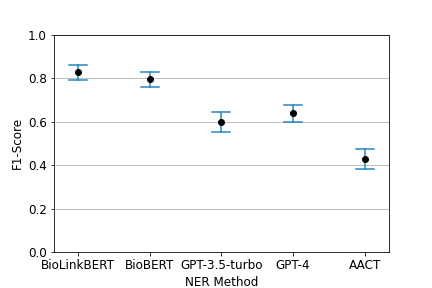 1.0
0.8
0.6
0.4
0.2
0.0
F1-Score
BioLinkBERT BioBERT GPT-3.5-turbo GPT-4 AACT
NER Method